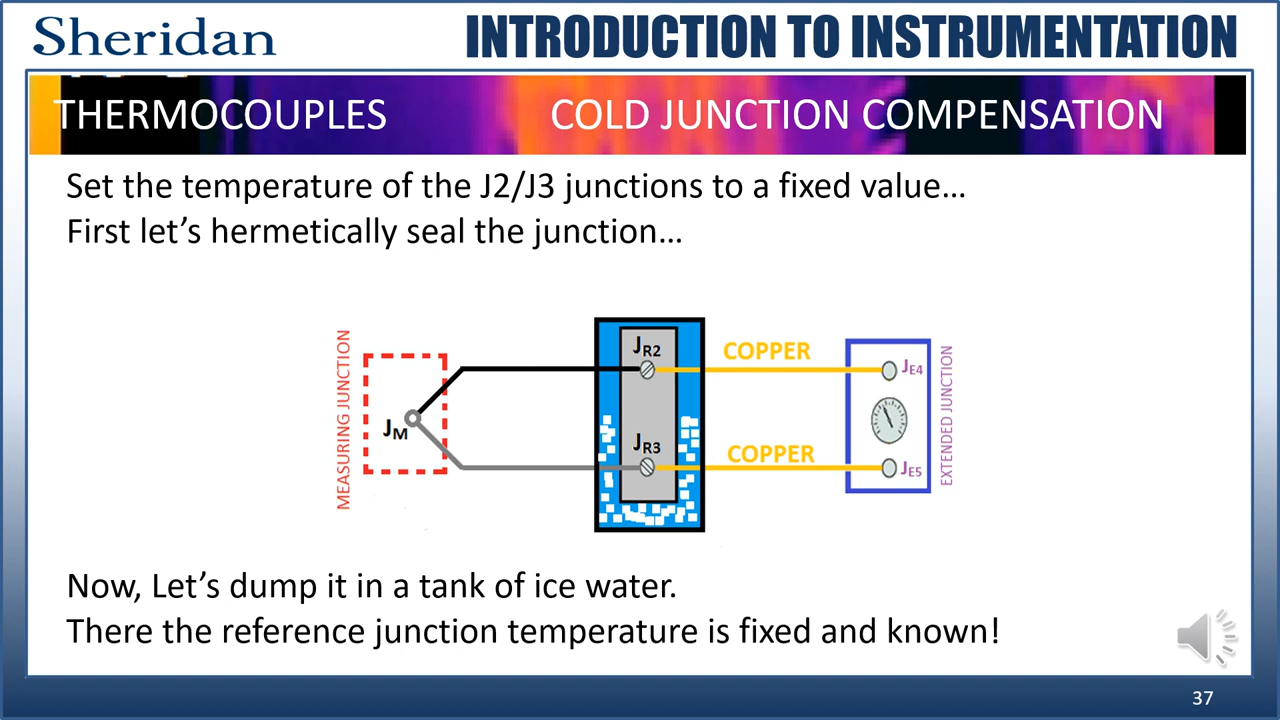 Sheridan
INTRODUCTION TO INSTRUMENTATION
THERMOCOUPLES
COLD JUNCTION COMPENSATION
Set the temperature of the J2/J3 junctions to a fixed value…
First let’s hermetically seal the junction…
MEASURING JUNCTION
JM
JR2
JR3
COPPER
COPPER
JE4
JE5
EXTENDED JUNCTION
Now, Let’s dump it in a tank of ice water.
There the reference junction temperature is fixed and known!
37